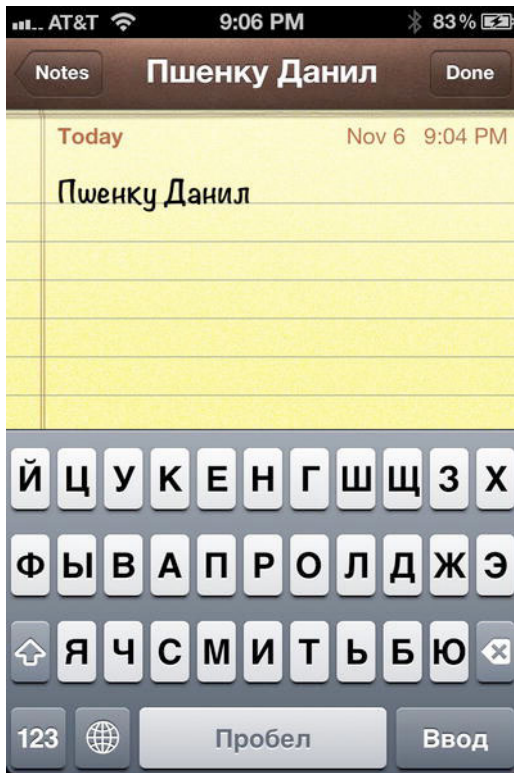 AT&T 9:06 PM 83%
Notes Пшенку Данил Done
Today Nov 6 9:04 PM
Пшенку Данил
Й Ц У К Е Н Г Ш Щ З Х
Ф Ы В А П Р О Л Д Ж Э
Я Ч С М И Т Ь Б Ю
123 Пробел Ввод